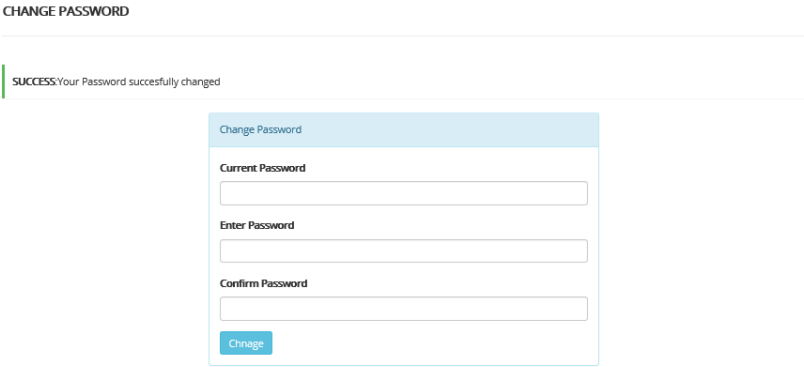 CHANGE PASSWORD
SUCCESS:Your Password succesfully changed
Change Password
Current Password
Enter Password
Confirm Password
Chnage